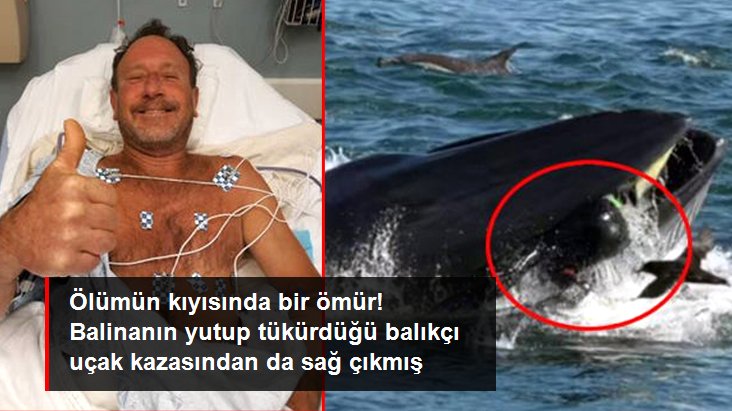 Ölümün kıyısında bir ömür!
Balinanın yutup tükürdüğü balıkçı
uçak kazasından da sağ çıkmış